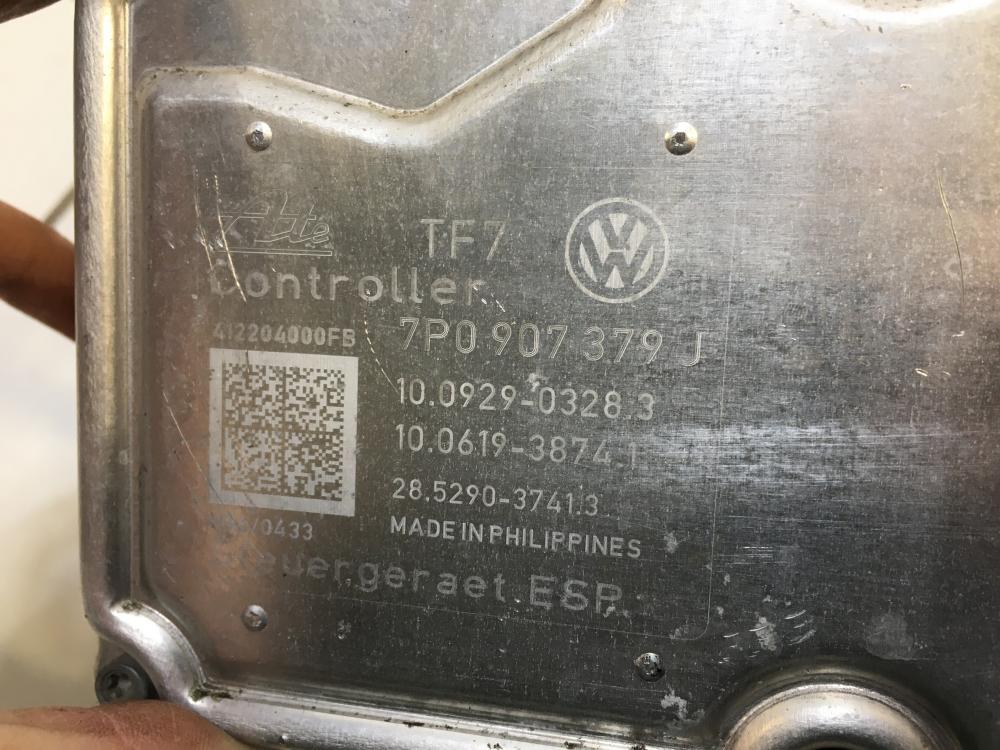 Ate TF7
Controller
412204000FB 7P0 907 379 J
10.0929-0328.3
10.0619-3874.1
28.5290-3741.3
/0433 MADE IN PHILIPPINES
Steuergeraet ESP